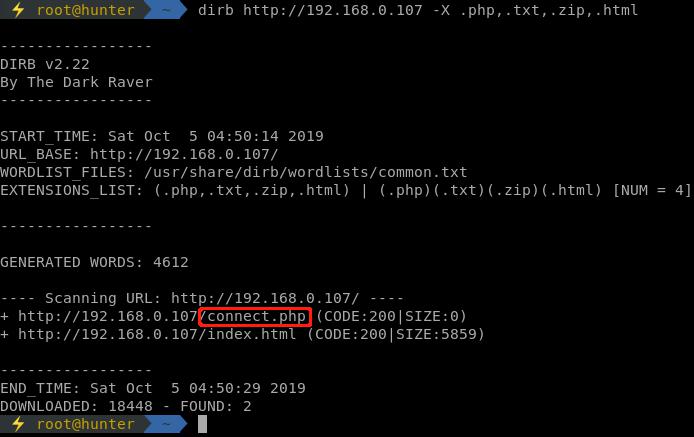 ⚡ root@hunter ~ dirb http://192.168.0.107 -X .php,.txt,.zip,.html
-----------------
DIRB v2.22
By The Dark Raver
-----------------
START_TIME: Sat Oct  5 04:50:14 2019
URL_BASE: http://192.168.0.107/
WORDLIST_FILES: /usr/share/dirb/wordlists/common.txt
EXTENSIONS_LIST: (.php,.txt,.zip,.html) | (.php)(.txt)(.zip)(.html) [NUM = 4]
-----------------
GENERATED WORDS: 4612
---- Scanning URL: http://192.168.0.107/ ----
+ http://192.168.0.107/connect.php (CODE:200|SIZE:0)
+ http://192.168.0.107/index.html (CODE:200|SIZE:5859)
-----------------
END_TIME: Sat Oct  5 04:50:29 2019
DOWNLOADED: 18448 - FOUND: 2
⚡ root@hunter ~